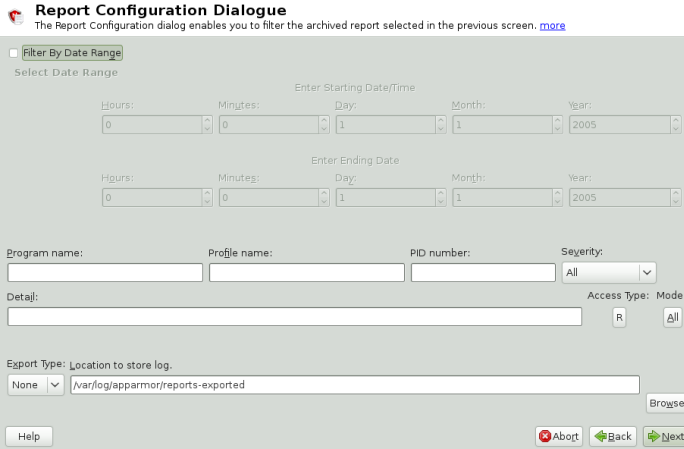 Report Configuration Dialogue
The Report Configuration dialog enables you to filter the archived report selected in the previous screen. more
Filter By Date Range
Select Date Range
Enter Starting Date/Time
Hours: Minutes: Day: Month: Year:
0 0 1 1 2005
Enter Ending Date
Hours: Minutes: Day: Month: Year:
0 0 1 1 2005
Program name: Profile name: PID number: Severity:
All
Detail: Access Type: Mode
R All
Export Type: Location to store log.
None /var/log/apparmor/reports-exported
Browse
Help Abort Back Next